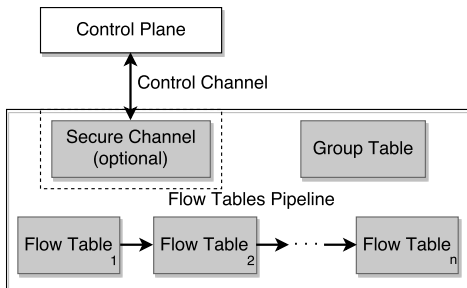 Control Plane
Control Channel
Secure Channel
(optional)
Group Table
Flow Tables Pipeline
Flow Table 1
Flow Table 2
. . .
Flow Table n